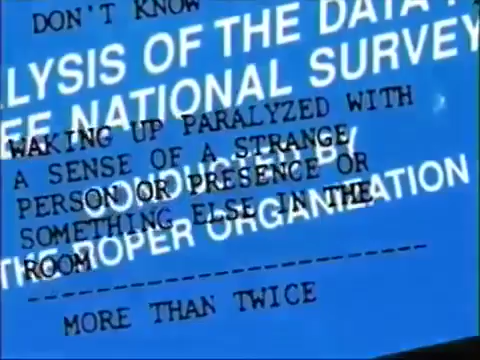 DON'T KNOW
LYSIS OF THE DATA
NATIONAL SURVEY
WAKING UP PARALYZED WITH
A SENSE OF A STRANGE
PERSON OR PRESENCE OR
SOMETHING ELSE IN THE
ROOM
CONDUCTED BY
THE ROPER ORGANIZATION
------------------------------
MORE THAN TWICE